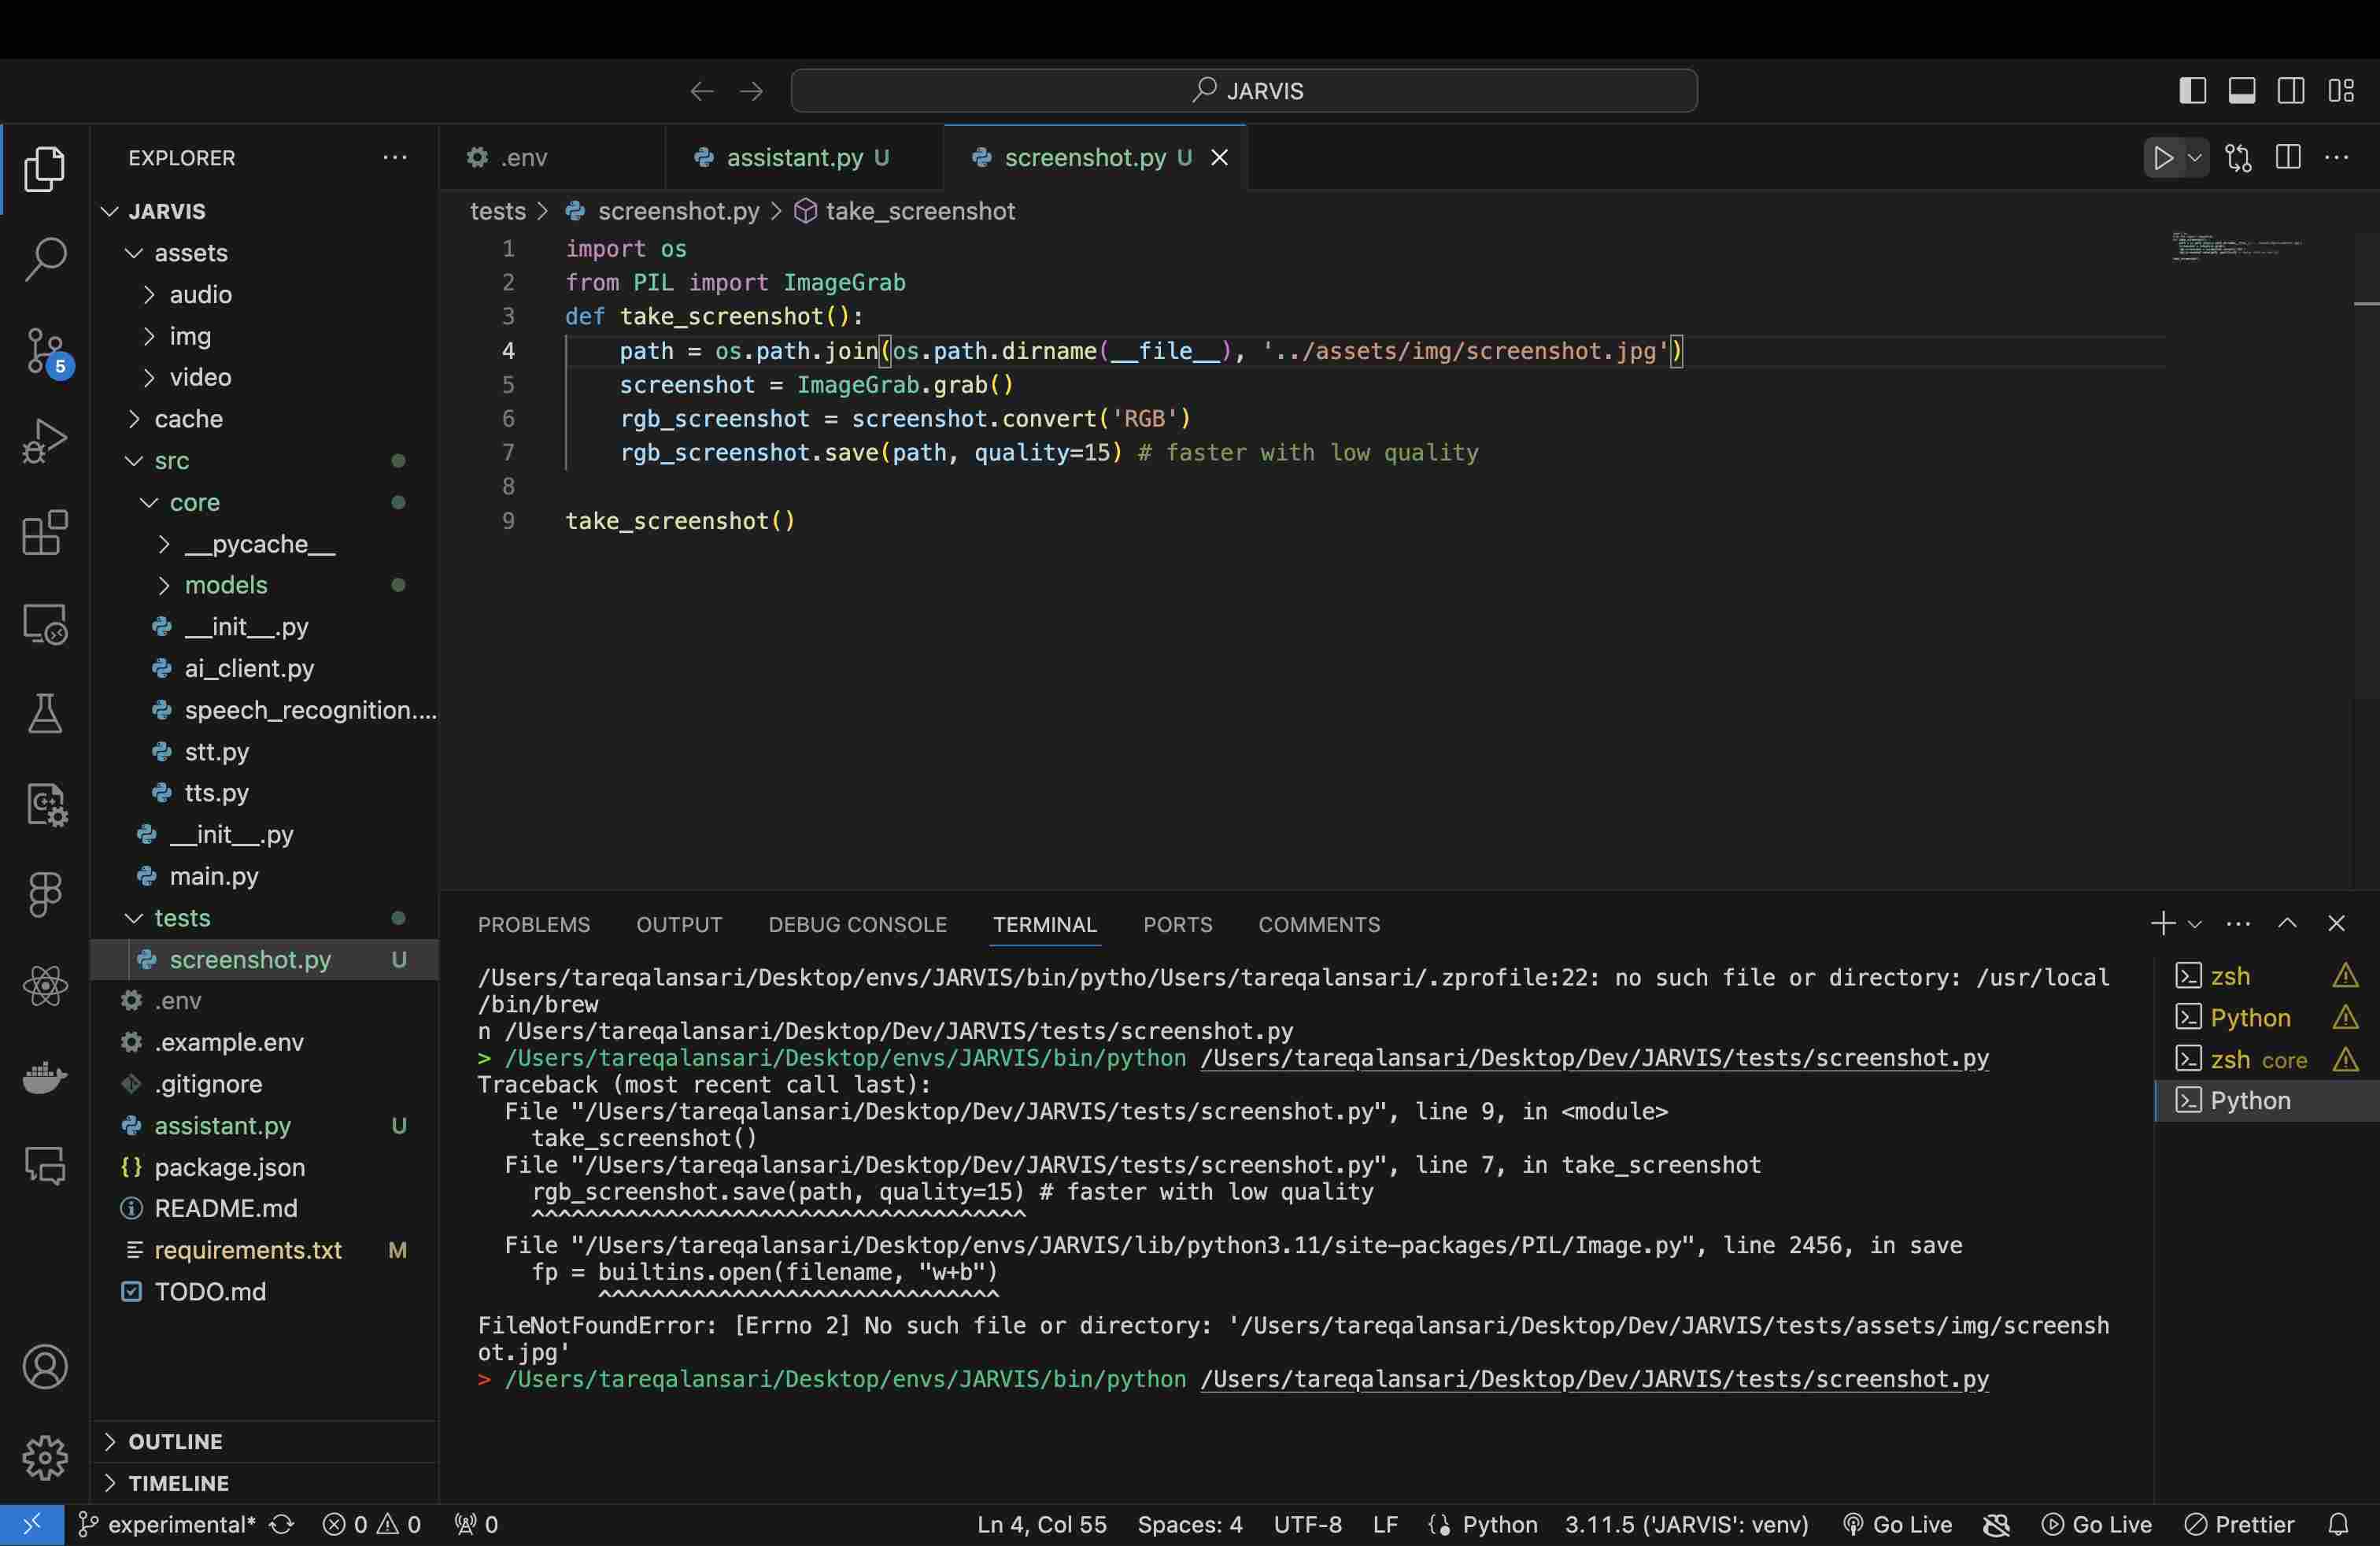 JARVIS
EXPLORER
JARVIS
assets
audio
img
video
cache
src
core
__pycache__
models
__init__.py
ai_client.py
speech_recognition....
stt.py
tts.py
__init__.py
main.py
tests
screenshot.py U
.env
.example.env
.gitignore
assistant.py U
package.json
README.md
requirements.txt M
TODO.md
OUTLINE
TIMELINE
5
.env
assistant.py U
screenshot.py U
tests > screenshot.py > take_screenshot
1 import os
2 from PIL import ImageGrab
3 def take_screenshot():
4 path = os.path.join(os.path.dirname(__file__), '../assets/img/screenshot.jpg')
5 screenshot = ImageGrab.grab()
6 rgb_screenshot = screenshot.convert('RGB')
7 rgb_screenshot.save(path, quality=15) # faster with low quality
8
9 take_screenshot()
PROBLEMS OUTPUT DEBUG CONSOLE TERMINAL PORTS COMMENTS
/Users/tareqalansari/Desktop/envs/JARVIS/bin/pytho/Users/tareqalansari/.zprofile:22: no such file or directory: /usr/local
/bin/brew
n /Users/tareqalansari/Desktop/Dev/JARVIS/tests/screenshot.py
> /Users/tareqalansari/Desktop/envs/JARVIS/bin/python /Users/tareqalansari/Desktop/Dev/JARVIS/tests/screenshot.py
Traceback (most recent call last):
File "/Users/tareqalansari/Desktop/Dev/JARVIS/tests/screenshot.py", line 9, in <module>
take_screenshot()
File "/Users/tareqalansari/Desktop/Dev/JARVIS/tests/screenshot.py", line 7, in take_screenshot
rgb_screenshot.save(path, quality=15) # faster with low quality
^^^^^^^^^^^^^^^^^^^^^^^^^^^^^^^^^^^^^
File "/Users/tareqalansari/Desktop/envs/JARVIS/lib/python3.11/site-packages/PIL/Image.py", line 2456, in save
fp = builtins.open(filename, "w+b")
^^^^^^^^^^^^^^^^^^^^^^^^^^^^^^
FileNotFoundError: [Errno 2] No such file or directory: '/Users/tareqalansari/Desktop/Dev/JARVIS/tests/assets/img/screensh
ot.jpg'
> /Users/tareqalansari/Desktop/envs/JARVIS/bin/python /Users/tareqalansari/Desktop/Dev/JARVIS/tests/screenshot.py
zsh
Python
zsh core
Python
experimental* 0 0 0 Ln 4, Col 55 Spaces: 4 UTF-8 LF Python 3.11.5 ('JARVIS': venv) Go Live Go Live Prettier